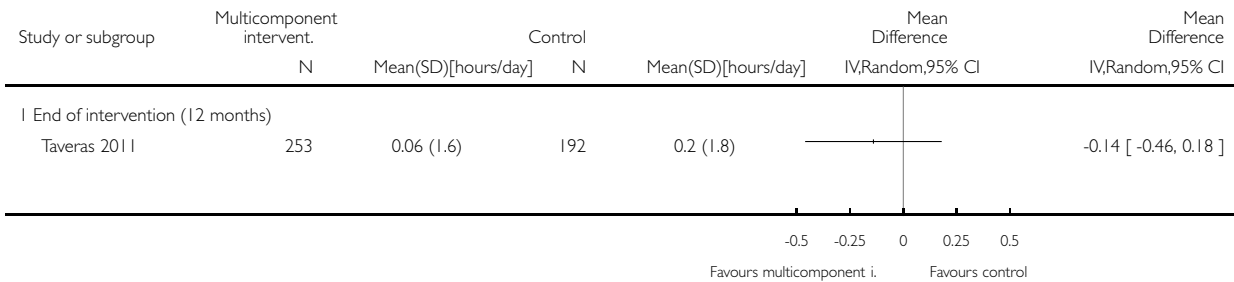 Study or subgroup Multicomponent intervent. Control Mean Difference Mean Difference
N Mean(SD)[hours/day] N Mean(SD)[hours/day] IV,Random,95% CI IV,Random,95% CI
1 End of intervention (12 months)
Taveras 2011 253 0.06 (1.6) 192 0.2 (1.8) -0.14 [ -0.46, 0.18 ]
-0.5 -0.25 0 0.25 0.5
Favours multicomponent i. Favours control